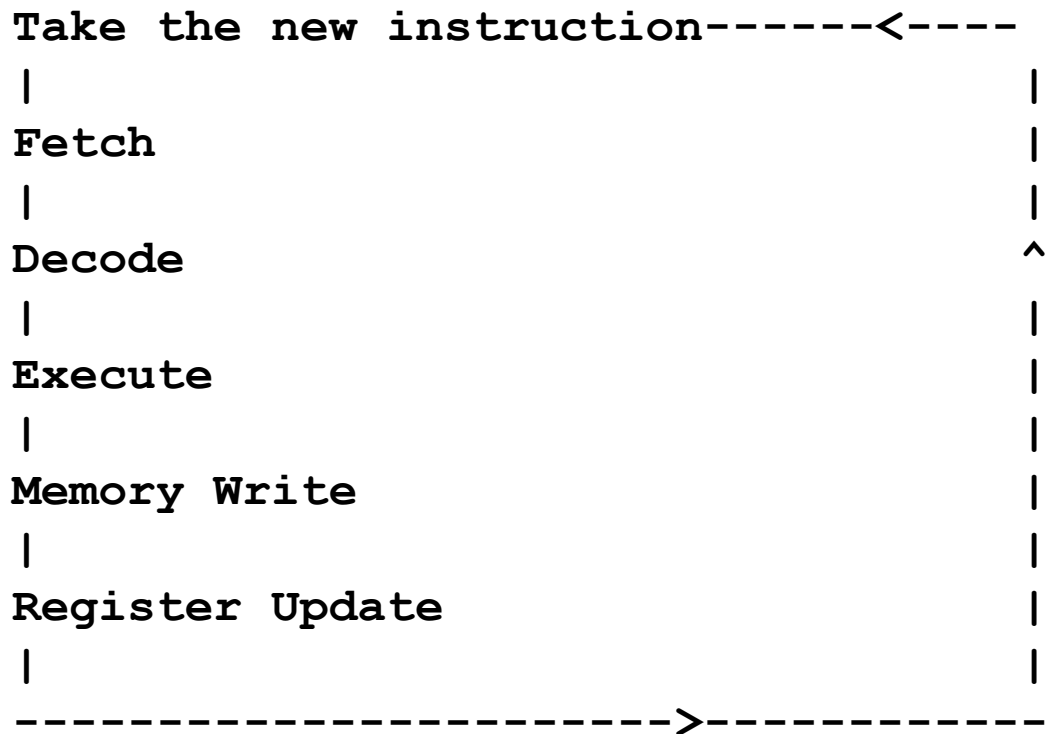 Take the new instruction------<----
|                                  |
Fetch                              |
|                                  |
Decode                             ^
|                                  |
Execute                            |
|                                  |
Memory Write                       |
|                                  |
Register Update                    |
|                                  |
----------------------->------------